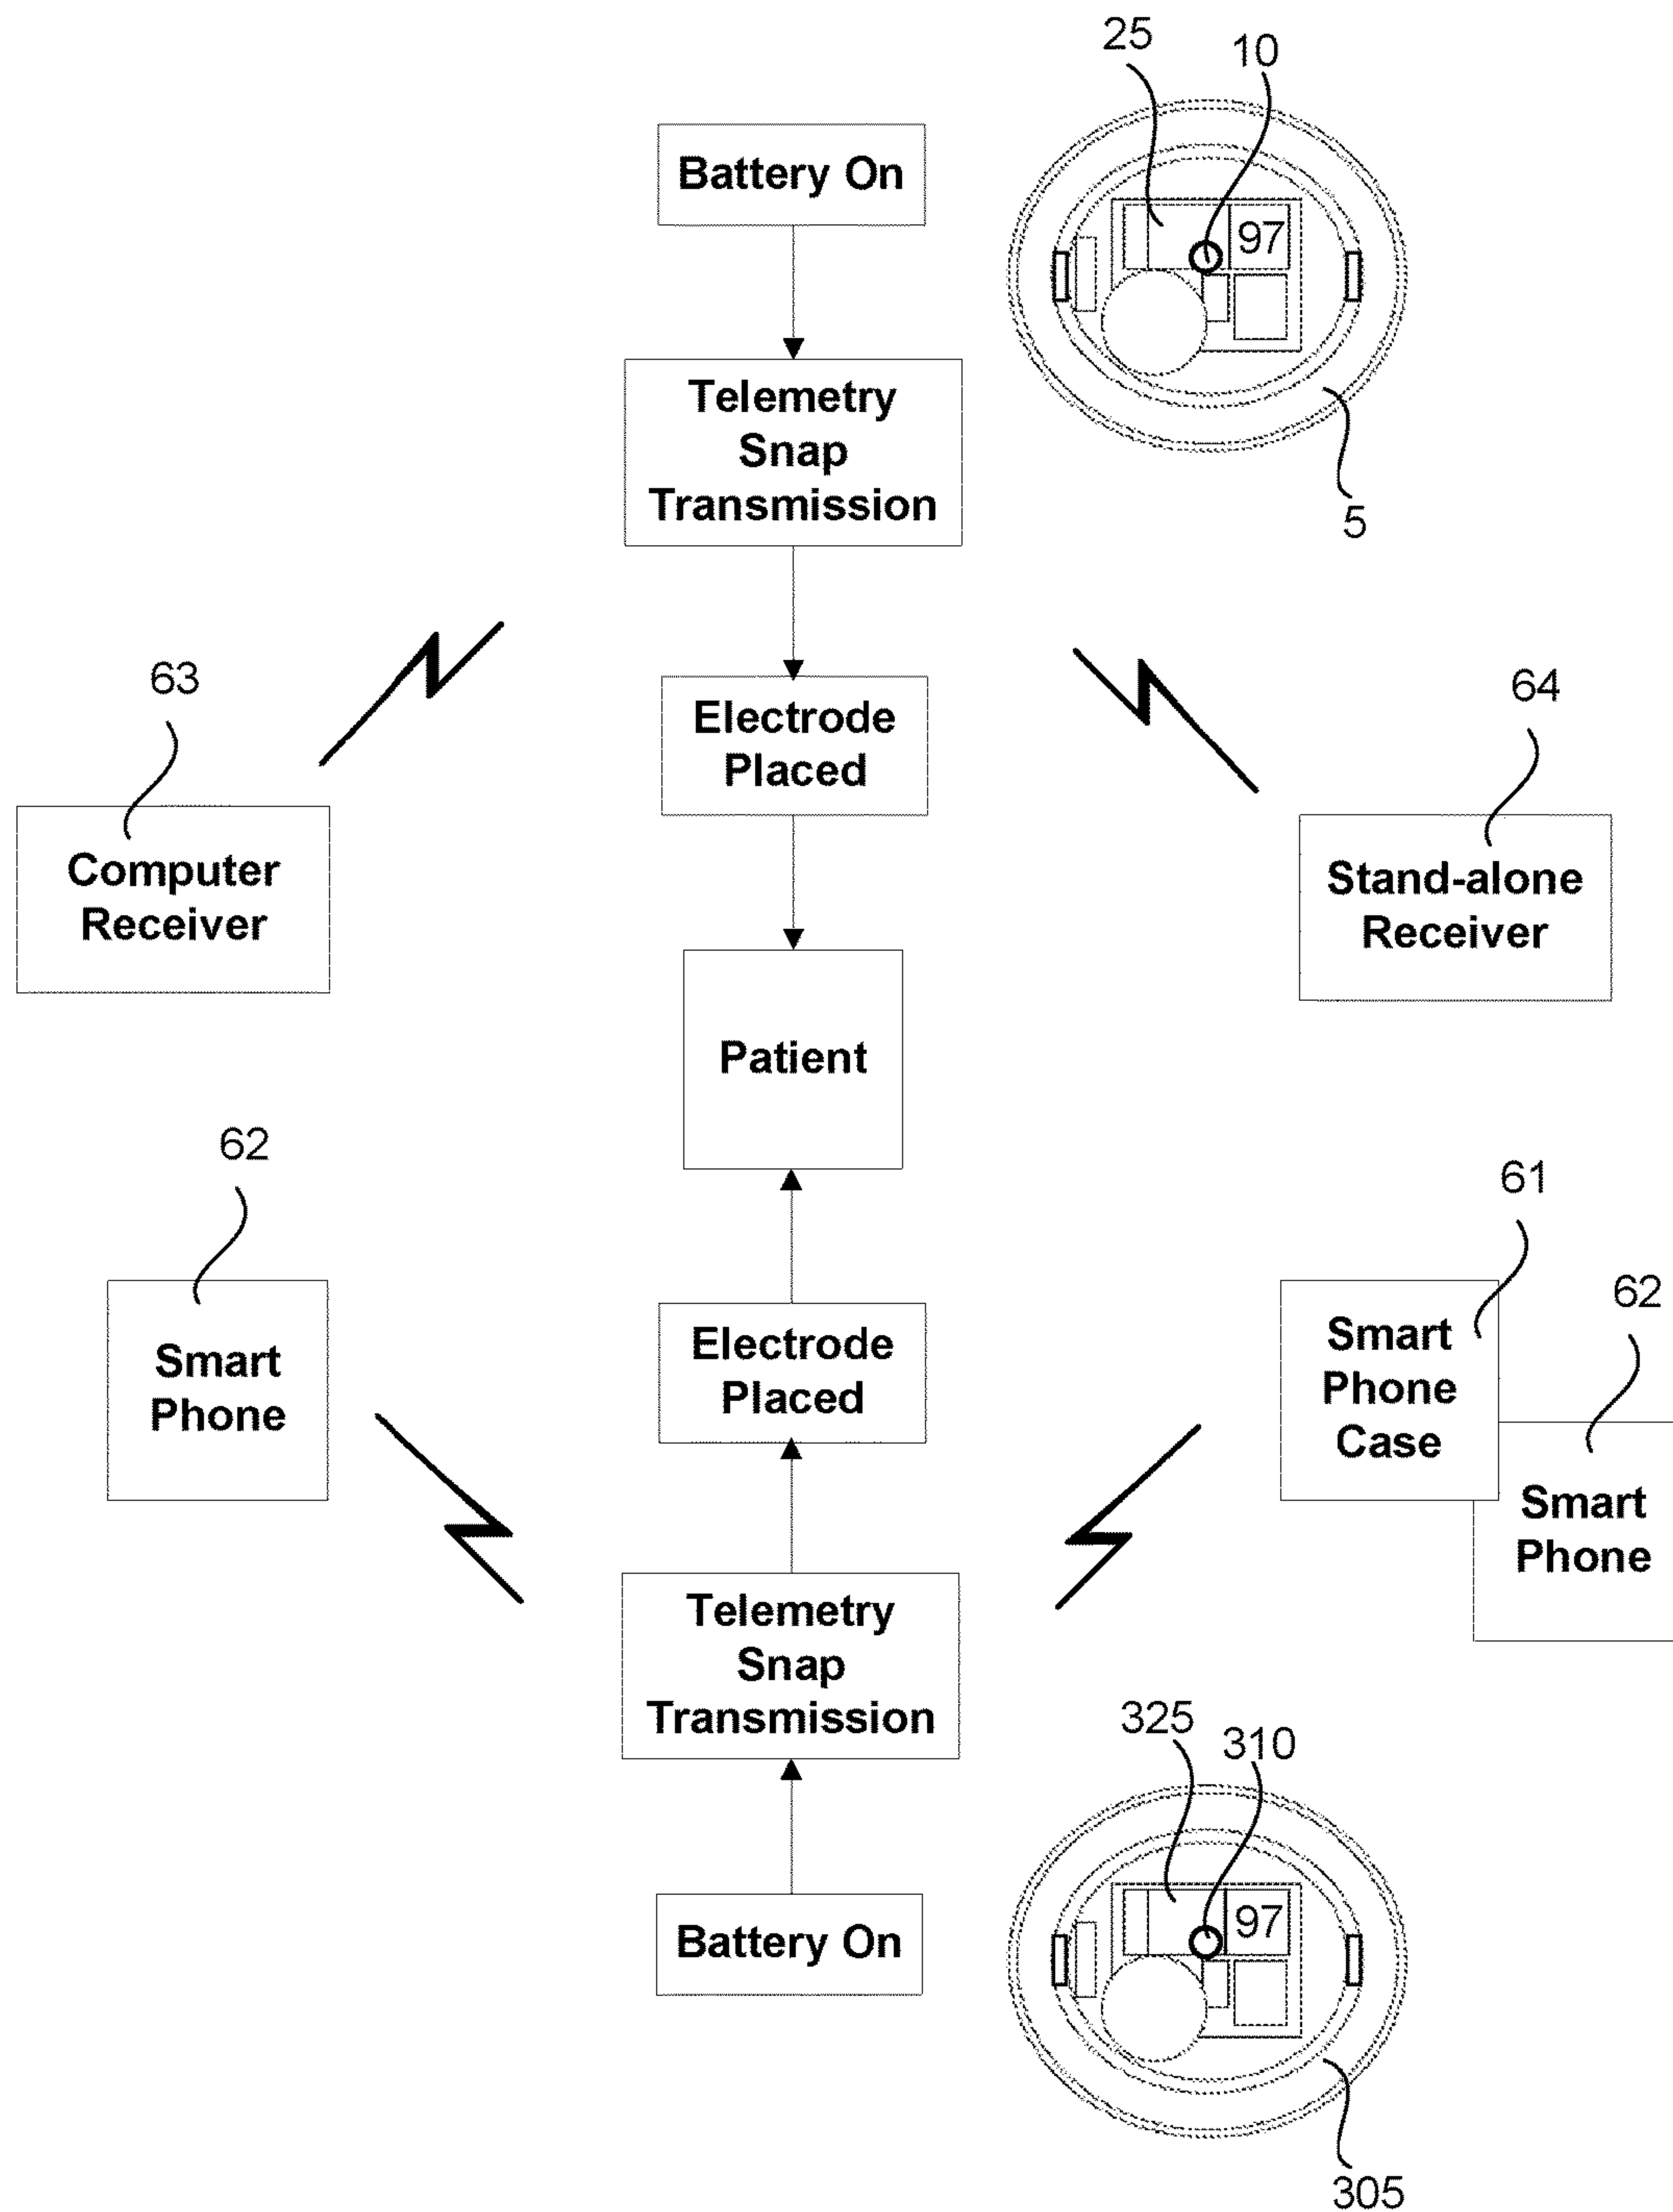 25
10
Battery On
97
Telemetry
Snap
Transmission
5
63
64
Electrode
Placed
Computer
Receiver
Stand-alone
Receiver
Patient
62
61
62
Smart
Phone
Electrode
Placed
Smart
Phone
Case
Smart
Phone
Telemetry
Snap
Transmission
325
310
97
Battery On
305